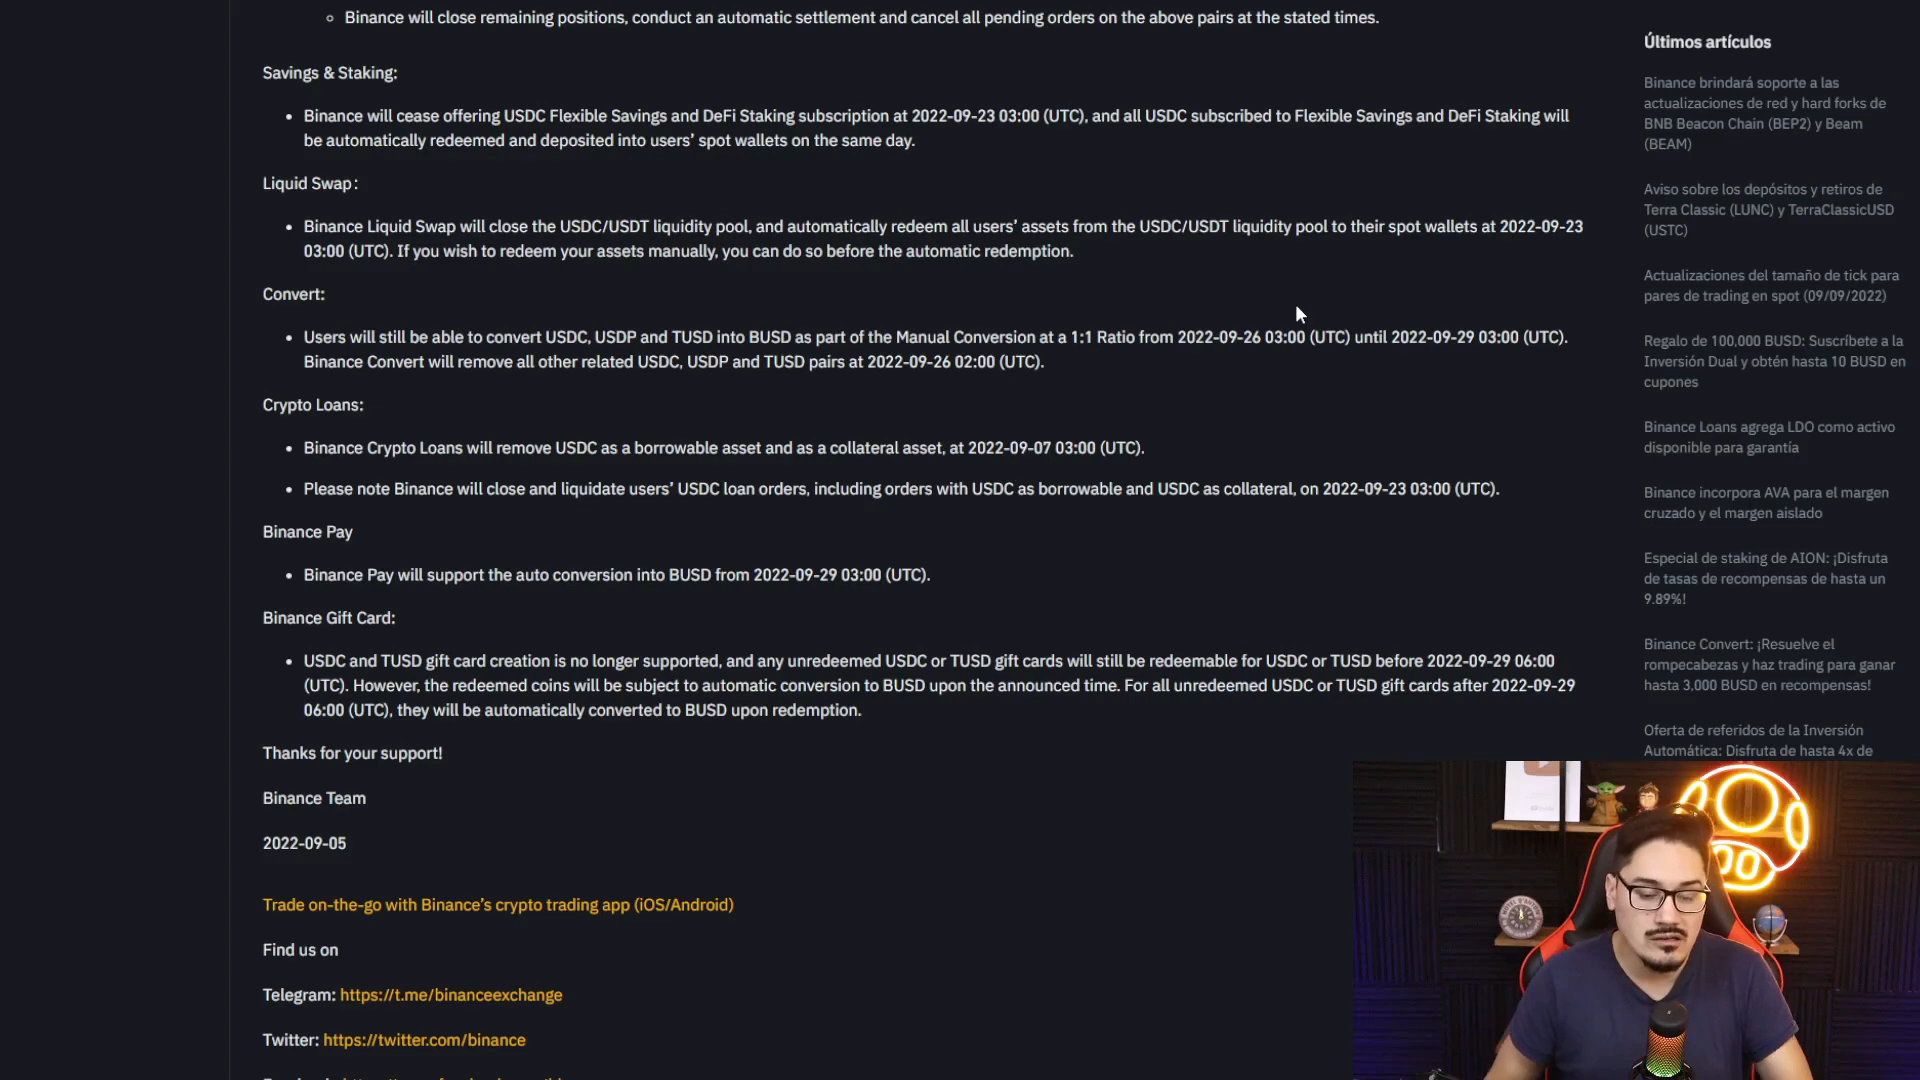 Binance will close remaining positions, conduct an automatic settlement and cancel all pending orders on the above pairs at the stated times.
Savings & Staking:
Binance will cease offering USDC Flexible Savings and DeFi Staking subscription at 2022-09-23 03:00 (UTC), and all USDC subscribed to Flexible Savings and DeFi Staking will
be automatically redeemed and deposited into users’ spot wallets on the same day.
Liquid Swap:
Binance Liquid Swap will close the USDC/USDT liquidity pool, and automatically redeem all users’ assets from the USDC/USDT liquidity pool to their spot wallets at 2022-09-23
03:00 (UTC). If you wish to redeem your assets manually, you can do so before the automatic redemption.
Convert:
Users will still be able to convert USDC, USDP and TUSD into BUSD as part of the Manual Conversion at a 1:1 Ratio from 2022-09-26 03:00 (UTC) until 2022-09-29 03:00 (UTC).
Binance Convert will remove all other related USDC, USDP and TUSD pairs at 2022-09-26 02:00 (UTC).
Crypto Loans:
Binance Crypto Loans will remove USDC as a borrowable asset and as a collateral asset, at 2022-09-07 03:00 (UTC).
Please note Binance will close and liquidate users’ USDC loan orders, including orders with USDC as borrowable and USDC as collateral, on 2022-09-23 03:00 (UTC).
Binance Pay
Binance Pay will support the auto conversion into BUSD from 2022-09-29 03:00 (UTC).
Binance Gift Card:
USDC and TUSD gift card creation is no longer supported, and any unredeemed USDC or TUSD gift cards will still be redeemable for USDC or TUSD before 2022-09-29 06:00
(UTC). However, the redeemed coins will be subject to automatic conversion to BUSD upon the announced time. For all unredeemed USDC or TUSD gift cards after 2022-09-29
06:00 (UTC), they will be automatically converted to BUSD upon redemption.
Thanks for your support!
Binance Team
2022-09-05
Trade on-the-go with Binance’s crypto trading app (iOS/Android)
Find us on
Telegram: https://t.me/binanceexchange
Twitter: https://twitter.com/binance
Últimos artículos
Binance brindará soporte a las
actualizaciones de red y hard forks de
BNB Beacon Chain (BEP2) y Beam
(BEAM)
Aviso sobre los depósitos y retiros de
Terra Classic (LUNC) y TerraClassicUSD
(USTC)
Actualizaciones del tamaño de tick para
pares de trading en spot (09/09/2022)
Regalo de 100,000 BUSD: Suscríbete a la
Inversión Dual y obtén hasta 10 BUSD en
cupones
Binance Loans agrega LDO como activo
disponible para garantía
Binance incorpora AVA para el margen
cruzado y el margen aislado
Especial de staking de AION: ¡Disfruta
de tasas de recompensas de hasta un
9.89%!
Binance Convert: ¡Resuelve el
rompecabezas y haz trading para ganar
hasta 3,000 BUSD en recompensas!
Oferta de referidos de la Inversión
Automática: Disfruta de hasta 4x de